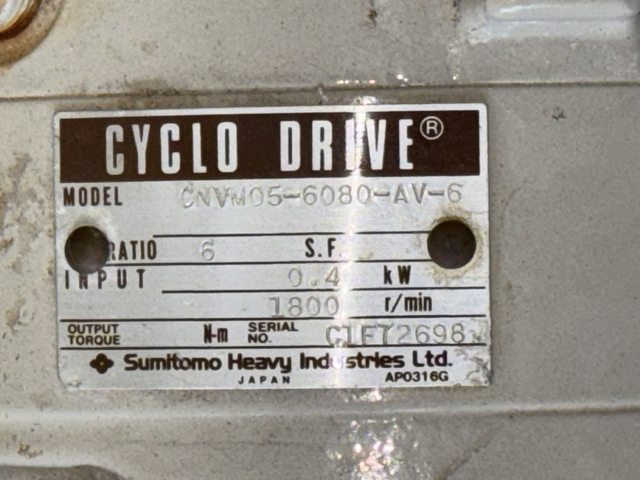 CYCLO DRIVE®
MODEL CNVM05-6080-AV-6
RATIO 6 S.F.
INPUT 0.4 kW
1800 r/min
OUTPUT TORQUE N-m SERIAL NO. C1F72698
Sumitomo Heavy Industries Ltd.
JAPAN AP0316G